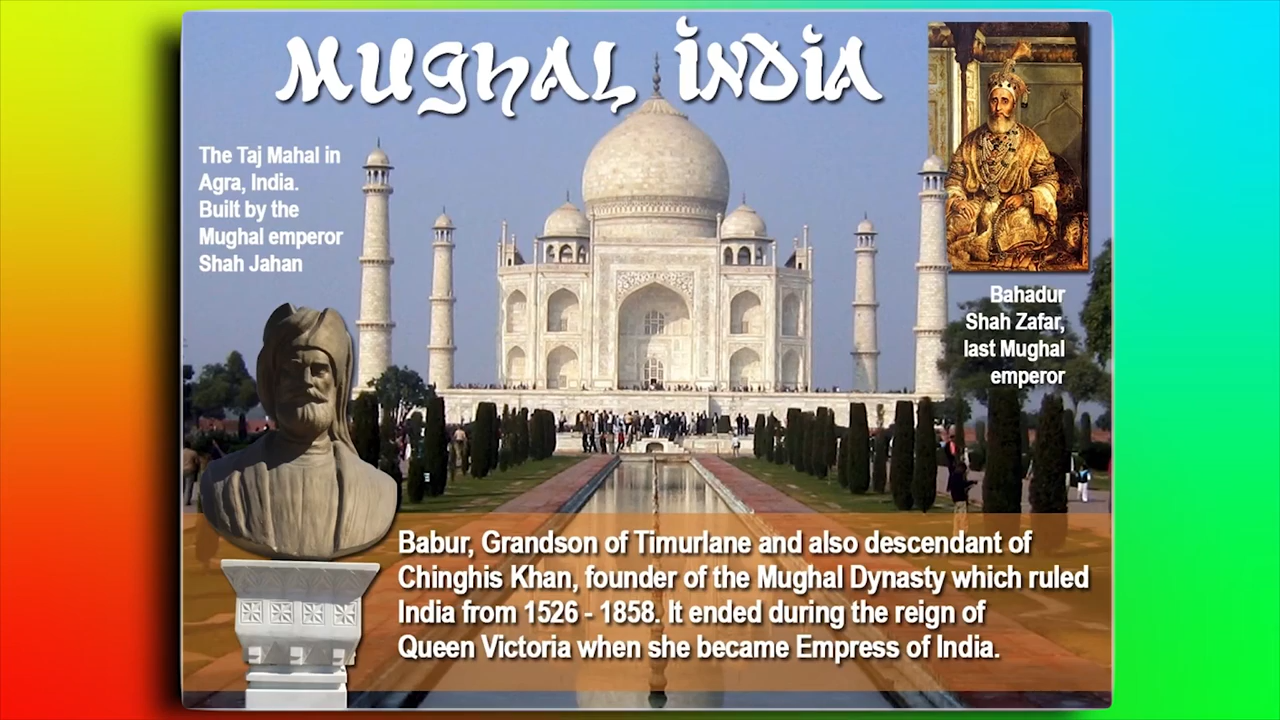 MUGHAL INDIA
The Taj Mahal in
Agra, India.
Built by the
Mughal emperor
Shah Jahan
Bahadur
Shah Zafar,
last Mughal
emperor
Babur, Grandson of Timurlane and also descendant of
Chinghis Khan, founder of the Mughal Dynasty which ruled
India from 1526 - 1858. It ended during the reign of
Queen Victoria when she became Empress of India.